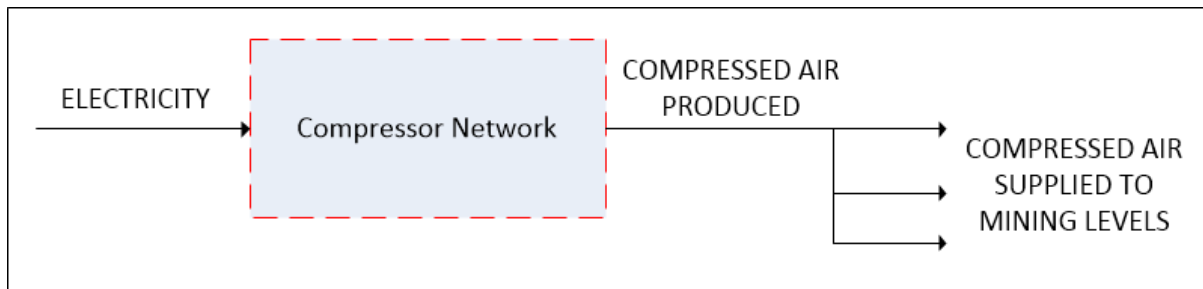 ELECTRICITY
Compressor Network
COMPRESSED AIR
PRODUCED
COMPRESSED AIR
SUPPLIED TO
MINING LEVELS